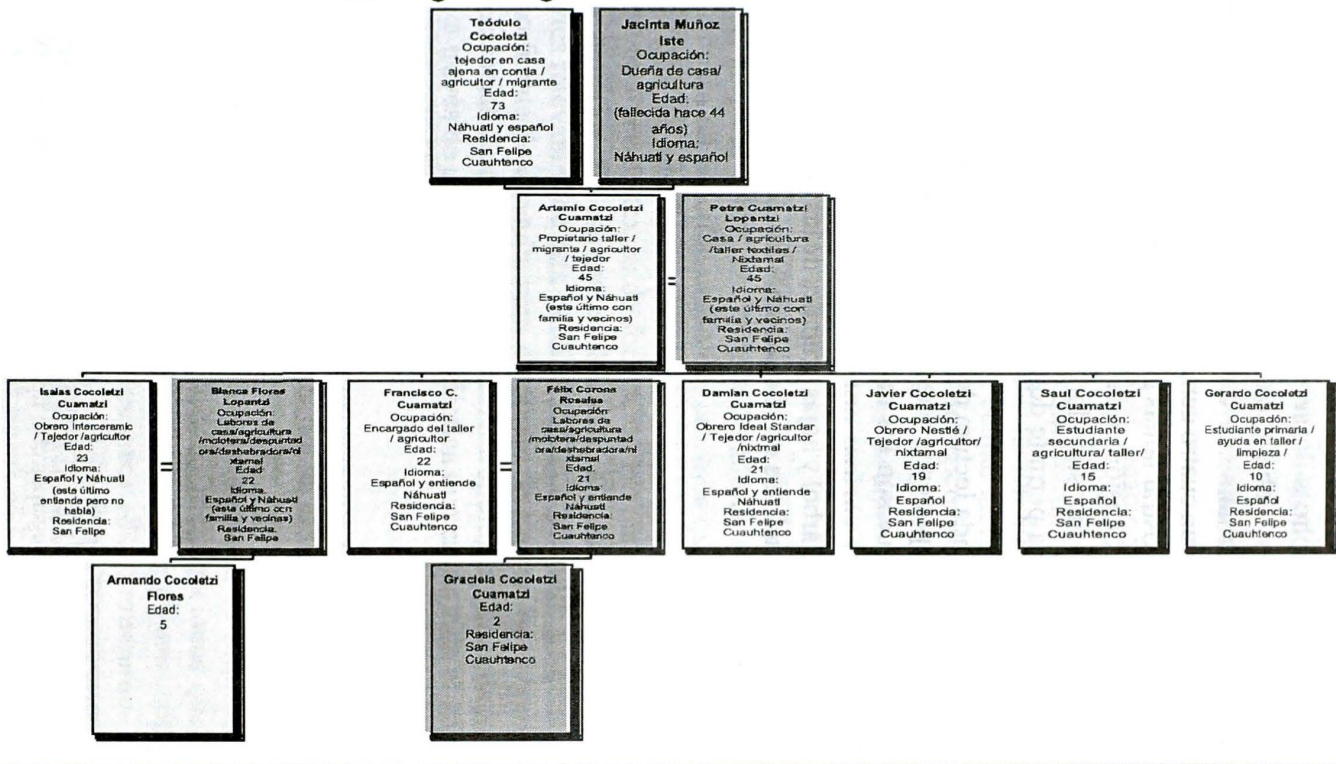 Teódulo
Cocoletzi
Ocupación:
tejedor en casa
ajena en contla /
agricultor / migrante
Edad:
73
Idioma:
Náhuatl y español
Residencia:
San Felipe
Cuauhtenco
Jacinta Muñoz
Iste
Ocupación:
Dueña de casa/
agricultura
Edad:
(fallecida hace 44
años)
Idioma:
Náhuatl y español
Artemio Cocoletzi
Cuamatzi
Ocupación:
Propietario taller /
migrante / agricultor
/ tejedor
Edad:
45
Idioma:
Español y Náhuatl
(este último con
familia y vecinos)
Residencia:
San Felipe
Cuauhtenco
=
Petra Cuamatzi
Lopantzi
Ocupación:
Casa / agricultura
/taller textiles /
Nixtamal
Edad:
45
Idioma:
Español y Náhuatl
(este último con
familia y vecinos)
Residencia:
San Felipe
Cuauhtenco
Isaias Cocoletzi
Cuamatzi
Ocupación:
Obrero Interceramic
/ Tejedor /agricultor
Edad:
23
Idioma:
Español y Náhuatl
(este último
entiende pero no
habla)
Residencia:
San Felipe
=
Blanca Flores
Lopantzi
Ocupación:
Labores de
casa/agricultura
/molotera/despuntad
ora/deshebradora/ni
xtamal
Edad:
22
Idioma:
Español y Náhuatl
(este último con
familia y vecinas)
Residencia:
San Felipe
Francisco C.
Cuamatzi
Ocupación:
Encargado del taller
/ agricultor
Edad:
22
Idioma:
Español y entiende
Náhuatl
Residencia:
San Felipe
Cuauhtenco
=
Félix Corona
Rosalsa
Ocupación:
Labores de
casa/agricultura
/molotera/despuntad
ora/deshebradora/ni
xtamal
Edad:
21
Idioma:
Español y entiende
Náhuatl
Residencia:
San Felipe
Cuauhtenco
Damian Cocoletzi
Cuamatzi
Ocupación:
Obrero Ideal Standar
/ Tejedor /agricultor
/nixtmal
Edad:
21
Idioma:
Español y entiende
Náhuatl
Residencia:
San Felipe
Cuauhtenco
Javier Cocoletzi
Cuamatzi
Ocupación:
Obrero Nestlé /
Tejedor /agricultor/
nixtamal
Edad:
19
Idioma:
Español
Residencia:
San Felipe
Cuauhtenco
Saul Cocoletzi
Cuamatzi
Ocupación:
Estudiante
secundaria /
agricultura/ taller/
Edad:
15
Idioma:
Español
Residencia:
San Felipe
Cuauhtenco
Gerardo Cocoletzi
Cuamatzi
Ocupación:
Estudiante primaria /
ayuda en taller /
limpieza /
Edad:
10
Idioma:
Español
Residencia:
San Felipe
Cuauhtenco
Armando Cocoletzi
Flores
Edad:
5
Graciela Cocoletzi
Cuamatzi
Edad:
2
Residencia:
San Felipe
Cuauhtenco